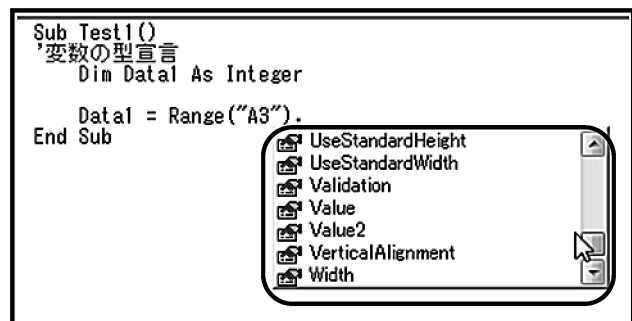 Sub Test1()
'変数の型宣言
Dim Data1 As Integer
Data1 = Range("A3").
End Sub
UseStandardHeight
UseStandardWidth
Validation
Value
Value2
VerticalAlignment
Width